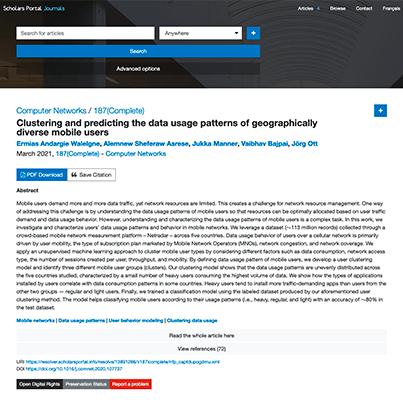 Scholars Portal Journals
Articles 4 Browse Contact Français
Search for articles Anywhere +
Search
Advanced options
Computer Networks / 187(Complete) +
Clustering and predicting the data usage patterns of geographically
diverse mobile users
Ermias Andargie Walelgne, Alemnew Sheferaw Asrese, Jukka Manner, Vaibhav Bajpai, Jörg Ott
March 2021, 187(Complete) - Computer Networks
PDF Download Save Citation
Abstract
Mobile users demand more and more data traffic, yet network resources are limited. This creates a challenge for network resource management. One
way of addressing this challenge is by understanding the data usage patterns of mobile users so that resources can be optimally allocated based on user traffic
demand and data usage behavior. However, understanding and characterizing the data usage patterns of mobile users is a complex task. In this work, we
investigate and characterize users' data usage patterns and behavior in mobile networks. We leverage a dataset (~113 million records) collected through a
crowd-based mobile network measurement platform – Netradar – across five countries. Data usage behavior of users over a cellular network is primarily
driven by user mobility, the type of subscription plan marketed by Mobile Network Operators (MNOs), network congestion, and network coverage. We
apply an unsupervised machine learning approach to cluster mobile user types by considering different factors such as data consumption, network access
type, the number of sessions created per user, throughput, and mobility. By defining data usage pattern of mobile users, we develop a user clustering
model and identify three different mobile user groups (clusters). Our clustering model shows that the data usage patterns are unevenly distributed across
the five countries studied, characterized by a small number of heavy users consuming the highest volume of data. We show how the types of applications
installed by users correlate with data consumption patterns in some countries. Heavy users tend to install more traffic-demanding apps than users from the
other two groups — regular and light users. Finally, we trained a classification model using the labeled dataset produced by our aforementioned user
clustering method. The model helps classifying mobile users according to their usage patterns (i.e., heavy, regular, and light) with an accuracy of ~80% in
the test dataset.
Mobile networks | Data usage patterns | User behavior modeling | Clustering data usage
Read the whole article here
View references (72)
DOI https://doi.org/10.1016/j.comnet.2020.107737
Open Digital Rights Preservation Status Report a problem